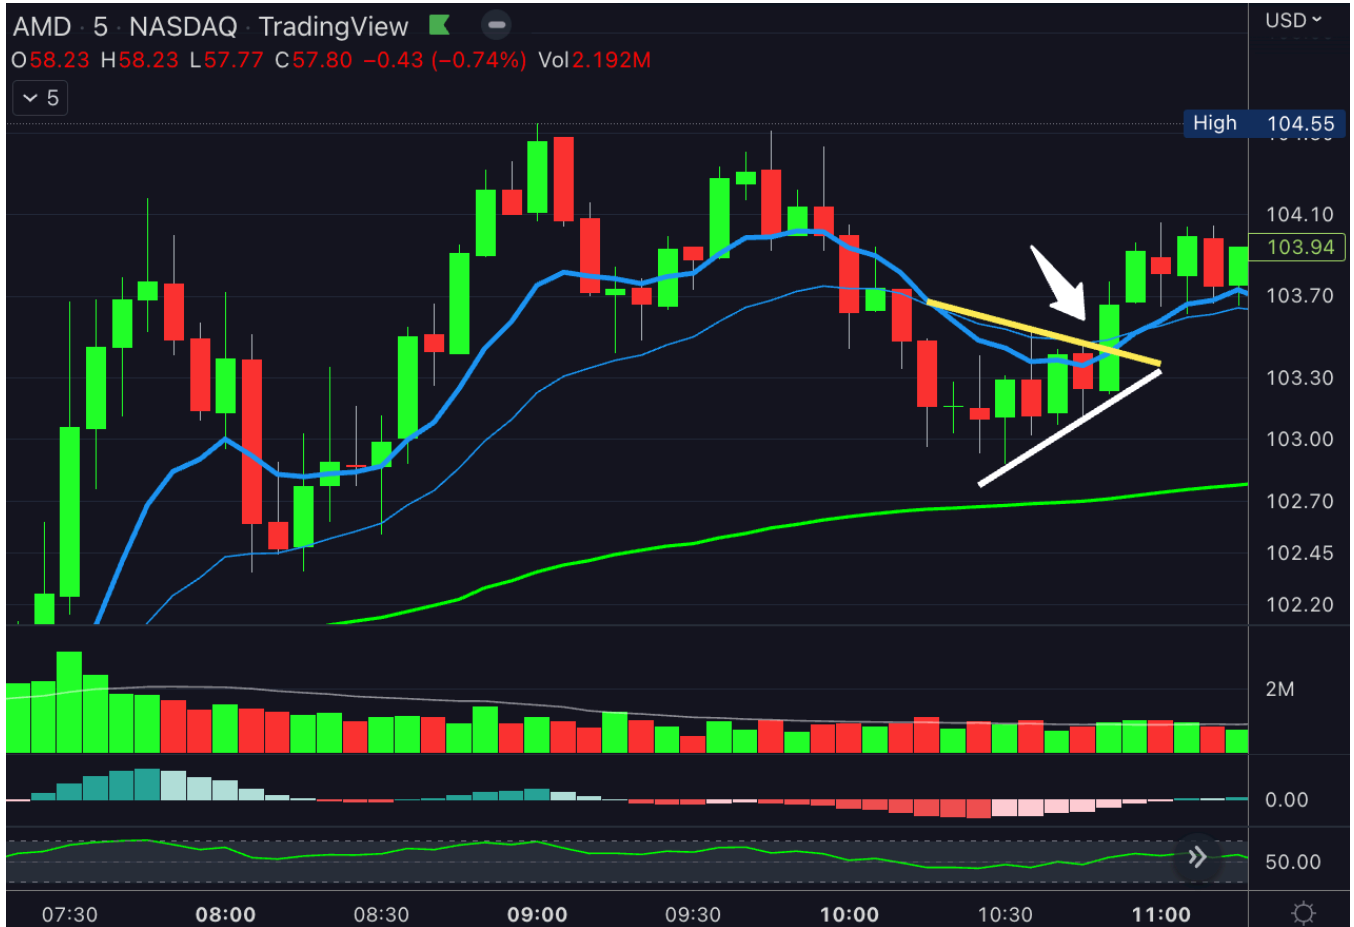 AMD · 5 · NASDAQ · TradingView
USD
O58.23 H58.23 L57.77 C57.80 −0.43 (−0.74%) Vol2.192M
5
High 104.55
104.10
103.94
103.70
103.30
103.00
102.70
102.45
102.20
2M
0.00
50.00
07:30 08:00 08:30 09:00 09:30 10:00 10:30 11:00